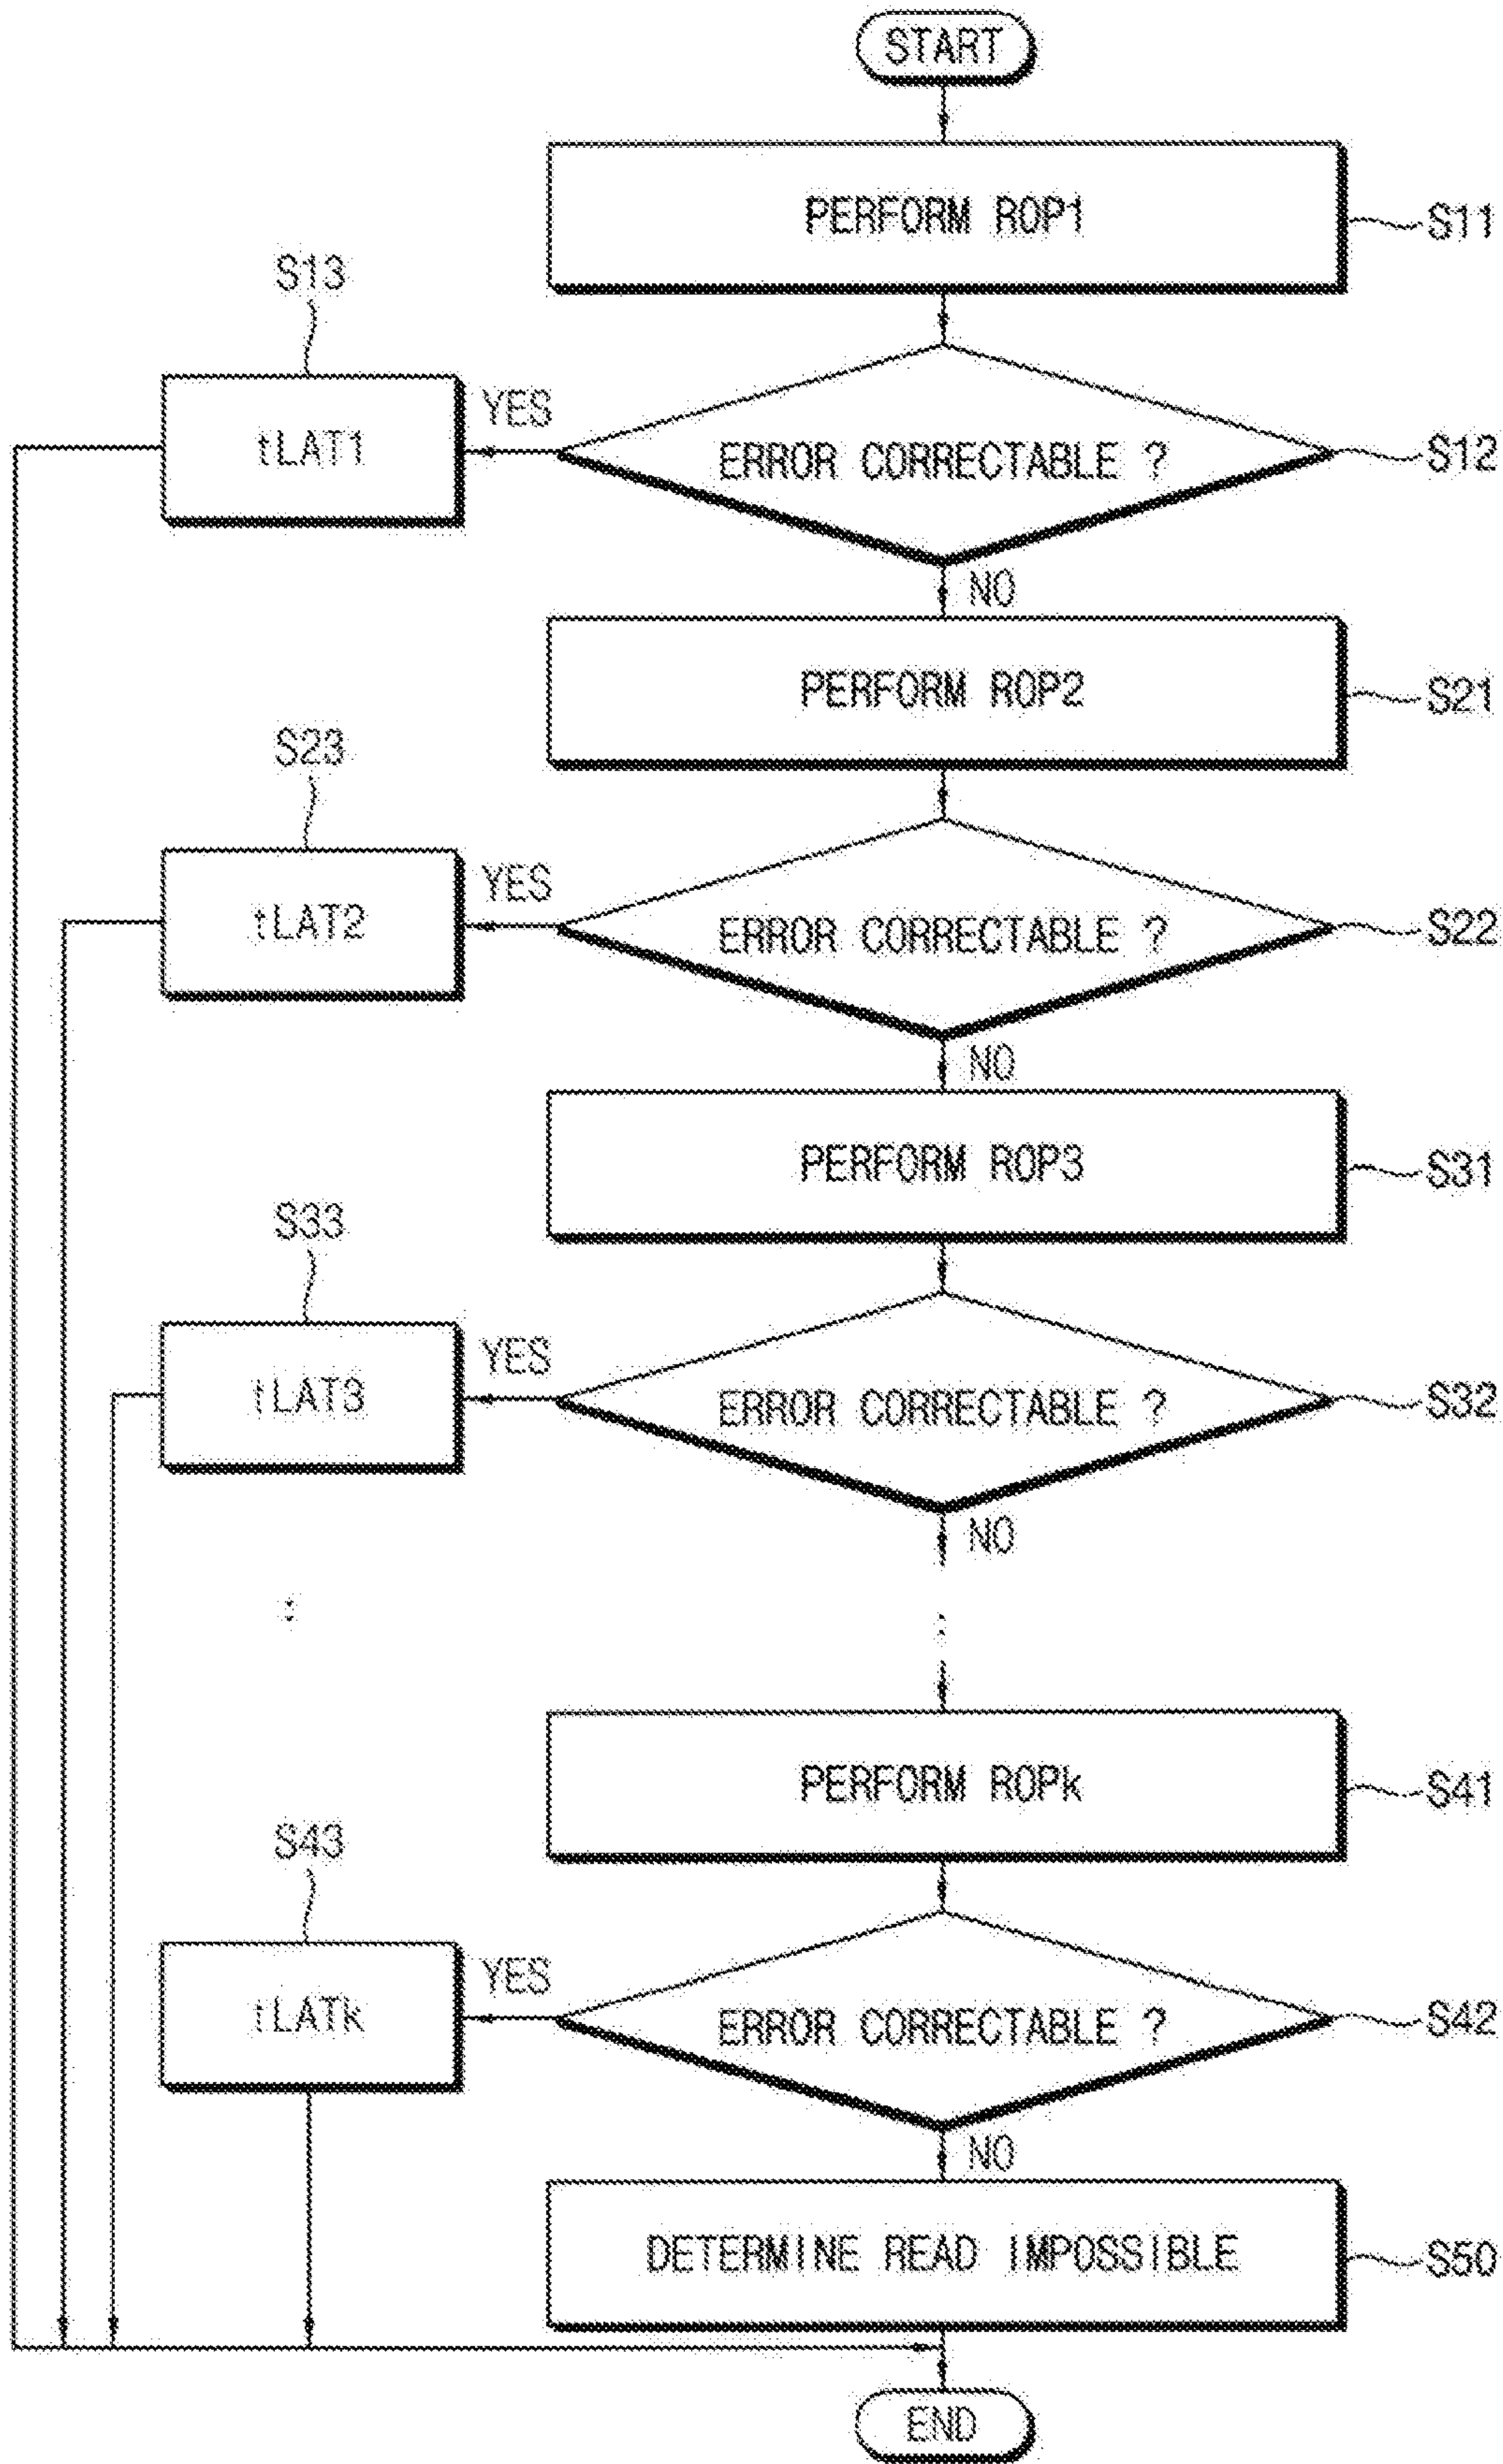 START
PERFORM ROP1
S11
S13
tLAT1
YES
ERROR CORRECTABLE ?
S12
NO
PERFORM ROP2
S21
S23
tLAT2
YES
ERROR CORRECTABLE ?
S22
NO
PERFORM ROP3
S31
S33
tLAT3
YES
ERROR CORRECTABLE ?
S32
NO
PERFORM ROPk
S41
S43
tLATk
YES
ERROR CORRECTABLE ?
S42
NO
DETERMINE READ IMPOSSIBLE
S50
END